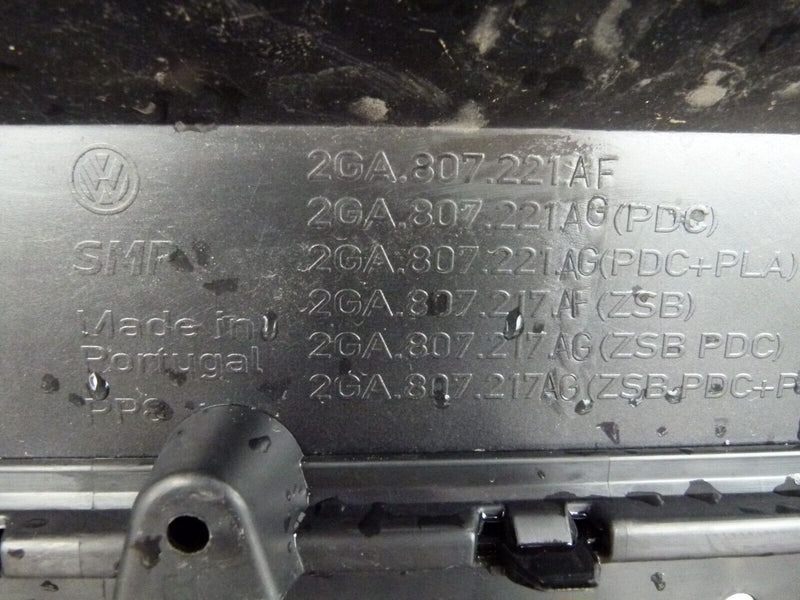 VW
2GA.807.221.AF
2GA.807.221.AG(PDC)
2GA.807.221.AG(PDC+PLA)
2GA.807.217.AF(ZSB)
2GA.807.217.AG(ZSB PDC)
2GA.807.217.AG(ZSB.PDC+P
SMP
Made in
Portugal